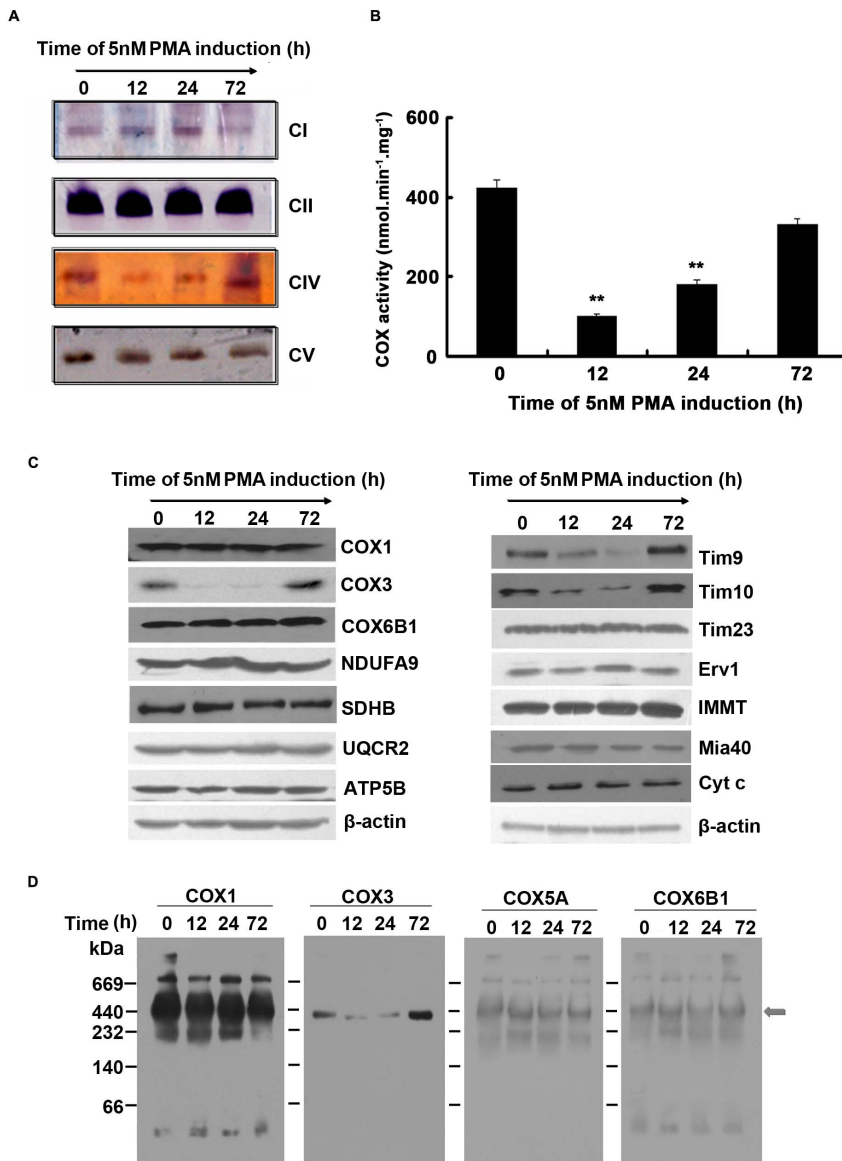 A
Time of 5nM PMA induction (h)
0 12 24 72
CI
CII
CIV
CV
B
COX activity (nmol.min⁻¹.mg⁻¹)
600
400
200
0
**
**
0 12 24 72
Time of 5nM PMA induction (h)
C
Time of 5nM PMA induction (h)
0 12 24 72
COX1
COX3
COX6B1
NDUFA9
SDHB
UQCR2
ATP5B
β-actin
Time of 5nM PMA induction (h)
0 12 24 72
Tim9
Tim10
Tim23
Erv1
IMMT
Mia40
Cyt c
β-actin
D
COX1 COX3 COX5A COX6B1
Time (h) 0 12 24 72 0 12 24 72 0 12 24 72 0 12 24 72
kDa
669
440
232
140
66